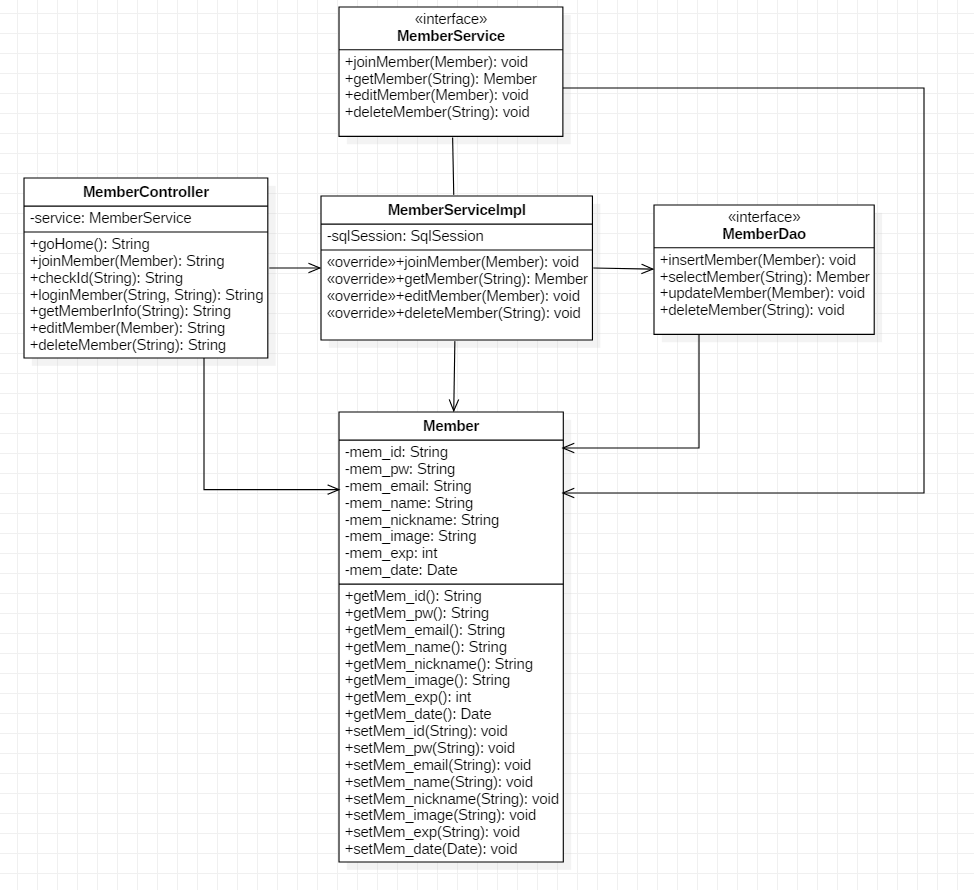 «interface»
MemberService
+joinMember(Member): void
+getMember(String): Member
+editMember(Member): void
+deleteMember(String): void
MemberController
-service: MemberService
+goHome(): String
+joinMember(Member): String
+checkId(String): String
+loginMember(String, String): String
+getMemberInfo(String): String
+editMember(Member): String
+deleteMember(String): String
MemberServiceImpl
-sqlSession: SqlSession
«override»+joinMember(Member): void
«override»+getMember(String): Member
«override»+editMember(Member): void
«override»+deleteMember(String): void
«interface»
MemberDao
+insertMember(Member): void
+selectMember(String): Member
+updateMember(Member): void
+deleteMember(String): void
Member
-mem_id: String
-mem_pw: String
-mem_email: String
-mem_name: String
-mem_nickname: String
-mem_image: String
-mem_exp: int
-mem_date: Date
+getMem_id(): String
+getMem_pw(): String
+getMem_email(): String
+getMem_name(): String
+getMem_nickname(): String
+getMem_image(): String
+getMem_exp(): int
+getMem_date(): Date
+setMem_id(String): void
+setMem_pw(String): void
+setMem_email(String): void
+setMem_name(String): void
+setMem_nickname(String): void
+setMem_image(String): void
+setMem_exp(String): void
+setMem_date(Date): void